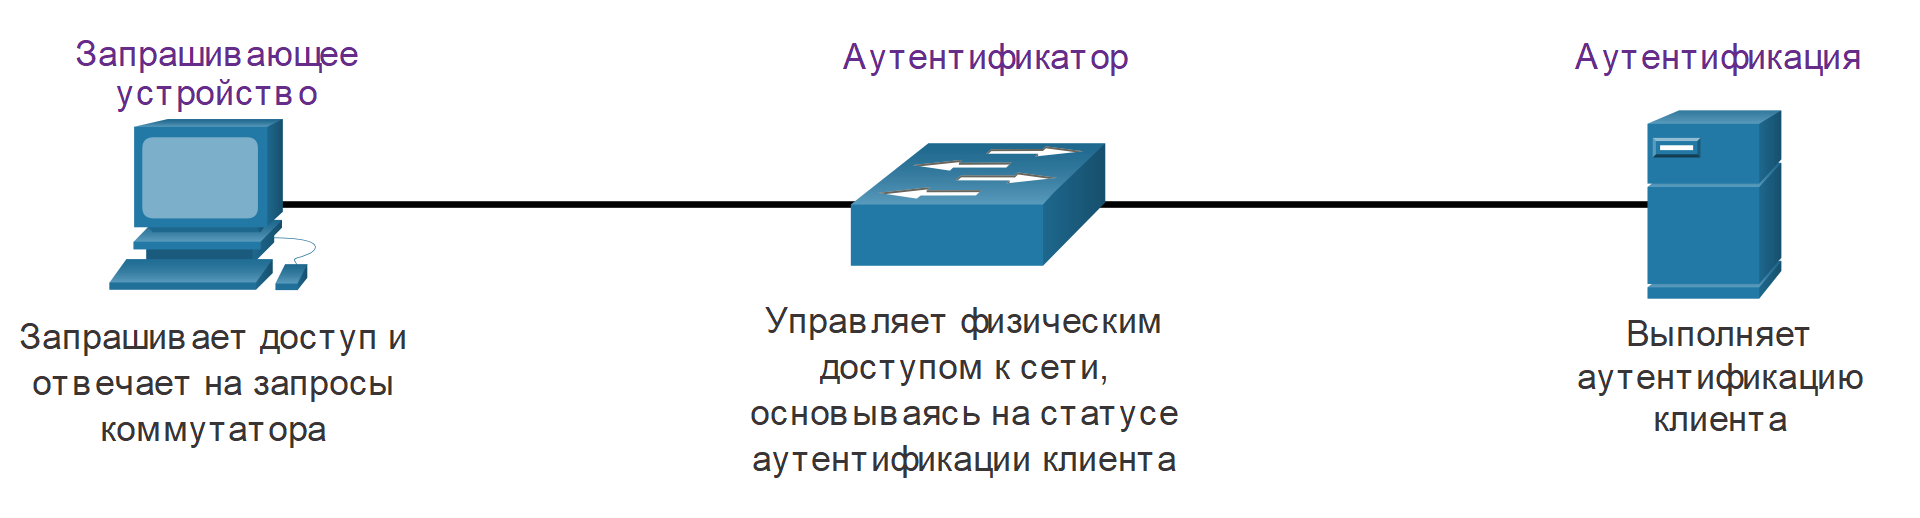 Запрашивающее
устройство
Аутентификатор
Аутентификация
Запрашивает доступ и
отвечает на запросы
коммутатора
Управляет физическим
доступом к сети,
основываясь на статусе
аутентификации клиента
Выполняет
аутентификацию
клиента